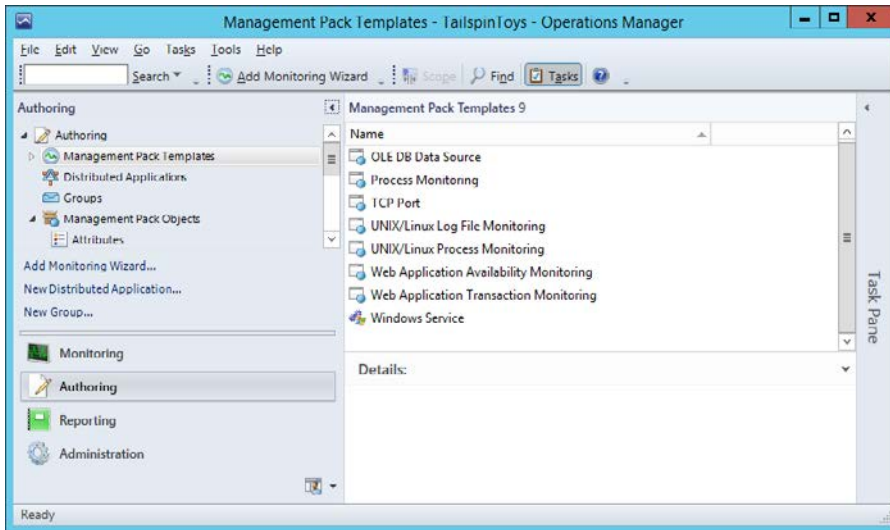 Management Pack Templates - TailspinToys - Operations Manager
File Edit View Go Tasks Tools Help
Search Add Monitoring Wizard Scope Find Tasks
Authoring
Management Pack Templates 9
Authoring
Management Pack Templates
Distributed Applications
Groups
Management Pack Objects
Attributes
Add Monitoring Wizard...
New Distributed Application...
New Group...
Monitoring
Authoring
Reporting
Administration
Name
OLE DB Data Source
Process Monitoring
TCP Port
UNIX/Linux Log File Monitoring
UNIX/Linux Process Monitoring
Web Application Availability Monitoring
Web Application Transaction Monitoring
Windows Service
Details:
Task Pane
Ready